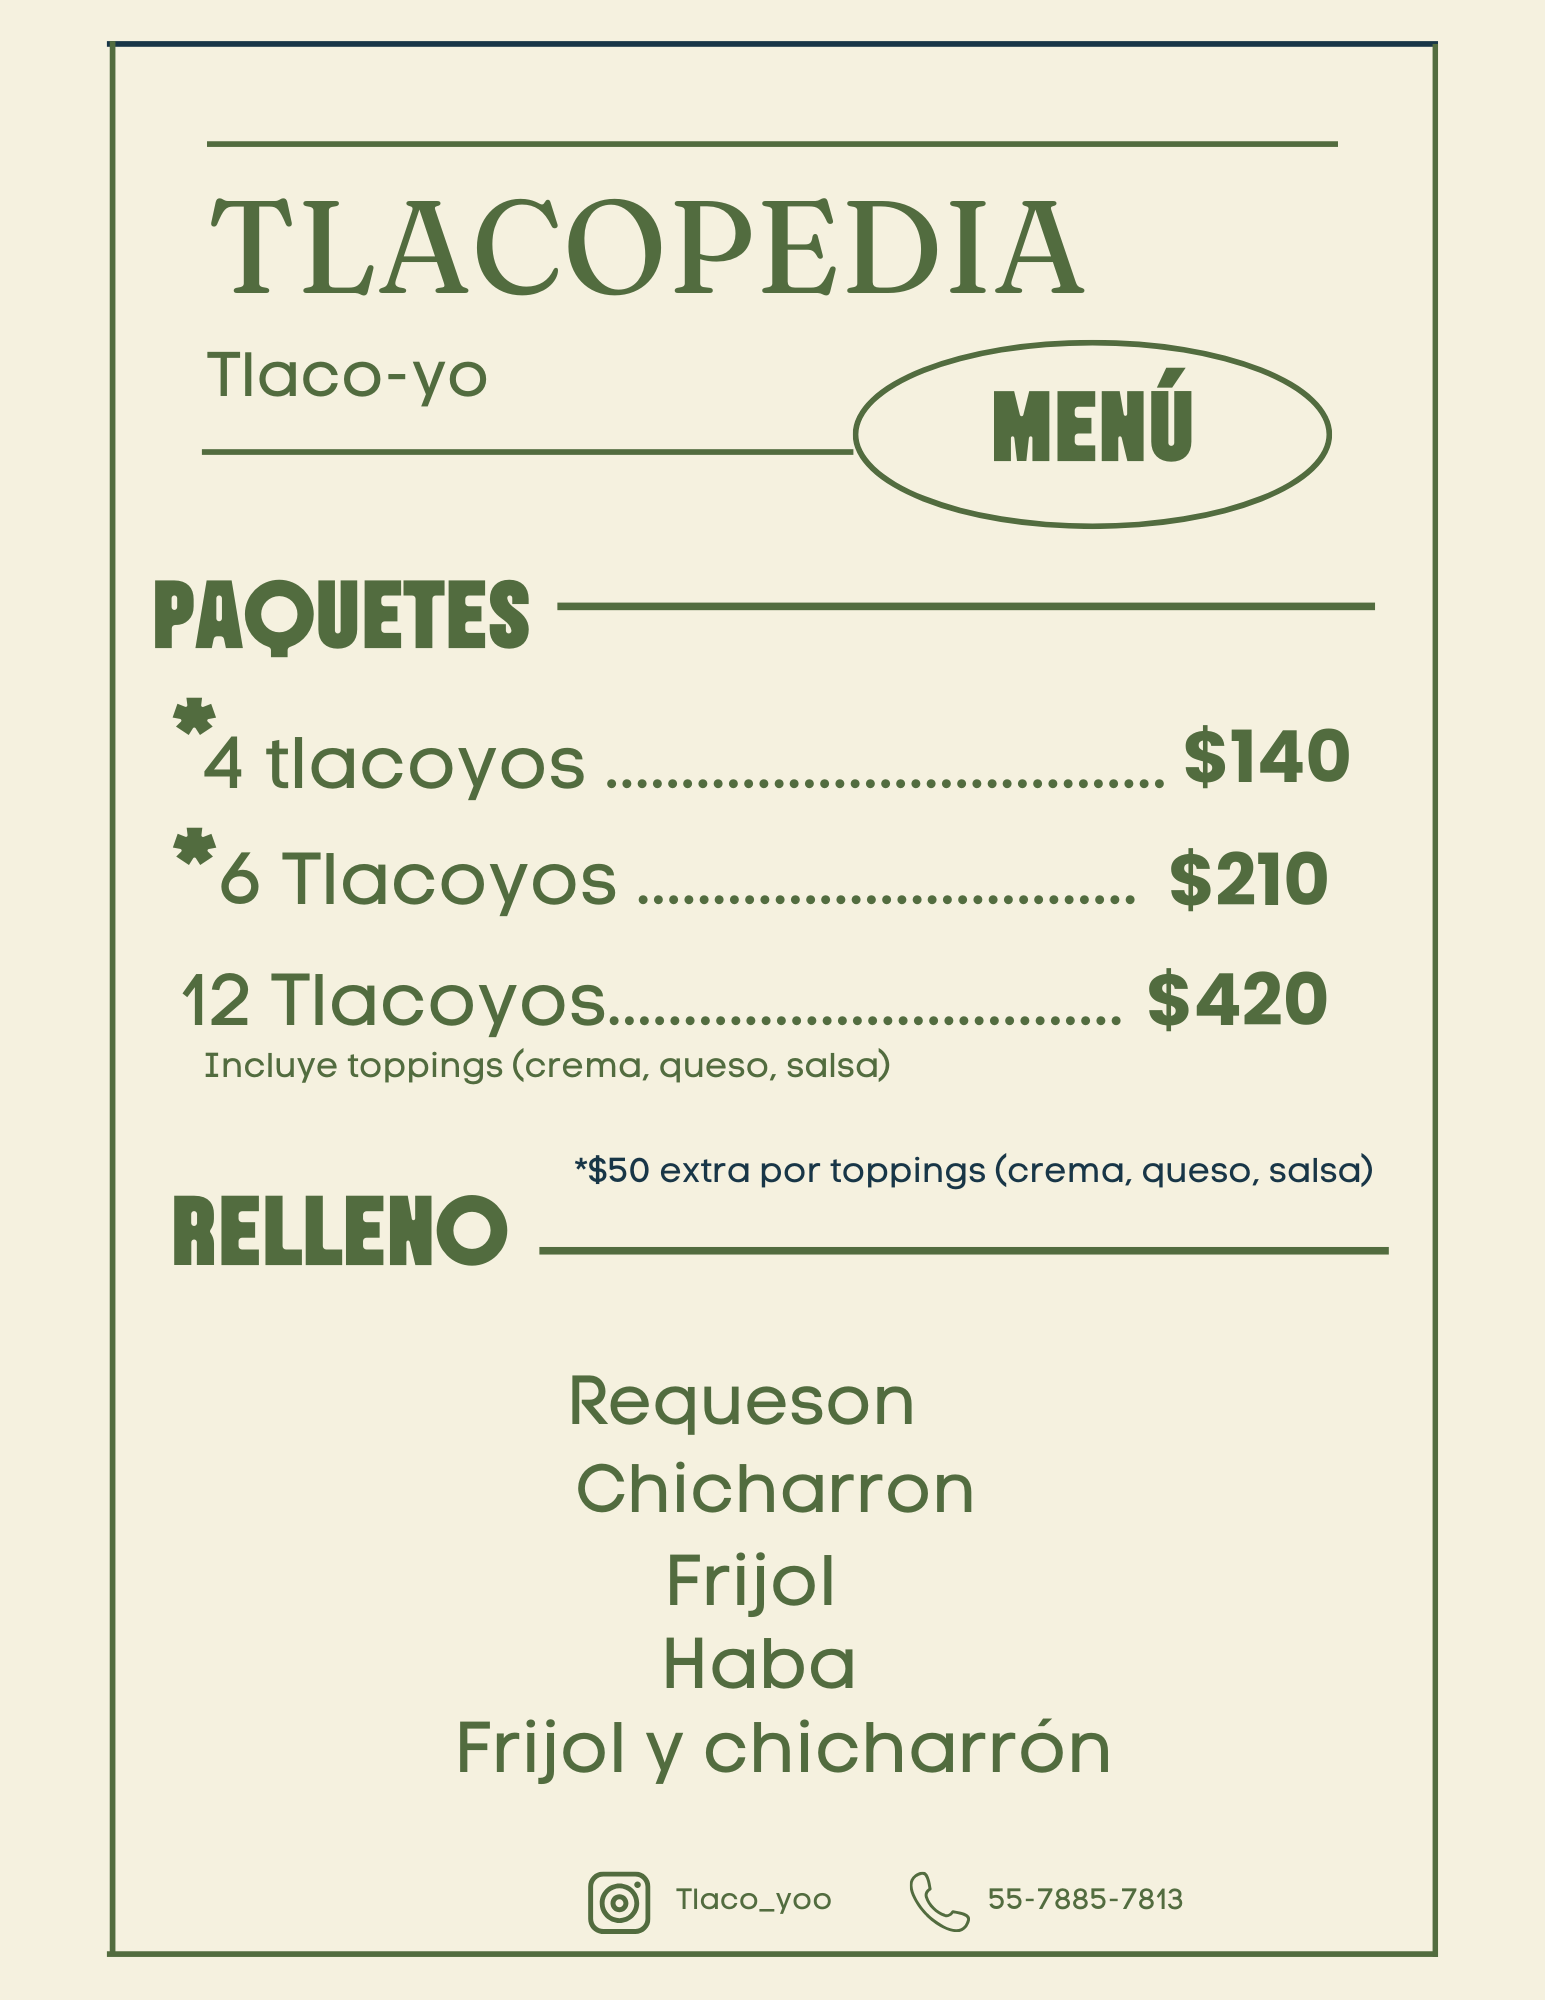 TLACOPEDIA
Tlaco-yo
MENÚ
PAQUETES
*4 tlacoyos ..................................... $140
*6 Tlacoyos ................................. $210
12 Tlacoyos.................................. $420
Incluye toppings (crema, queso, salsa)
*$50 extra por toppings (crema, queso, salsa)
RELLENO
Requeson
Chicharron
Frijol
Haba
Frijol y chicharrón
Tlaco_yoo
55-7885-7813